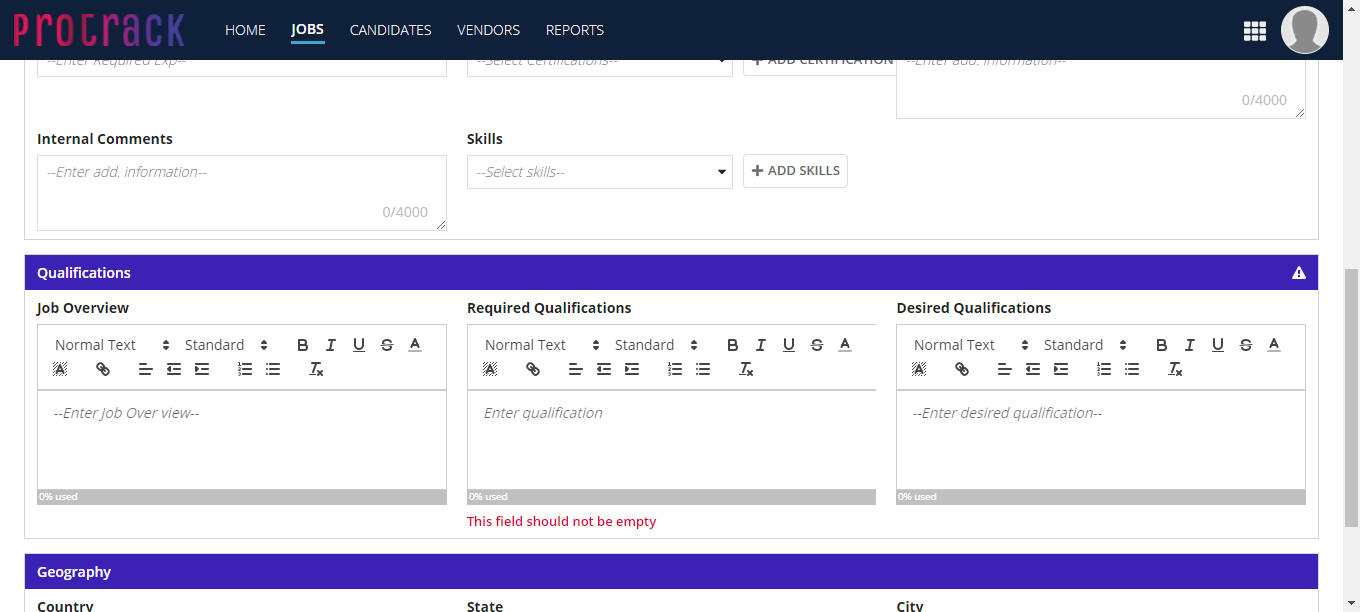 protrack HOME JOBS CANDIDATES VENDORS REPORTS
--Enter Required Exp-- --Select Certifications-- ADD CERTIFICATION --Enter add. information--
0/4000
Internal Comments Skills
--Enter add. information-- --Select skills-- ADD SKILLS
0/4000
Qualifications
Job Overview Required Qualifications Desired Qualifications
Normal Text Standard B I U S A Normal Text Standard B I U S A Normal Text Standard B I U S A
--Enter Job Over view-- Enter qualification --Enter desired qualification--
0% used 0% used 0% used
This field should not be empty
Geography
Country State City